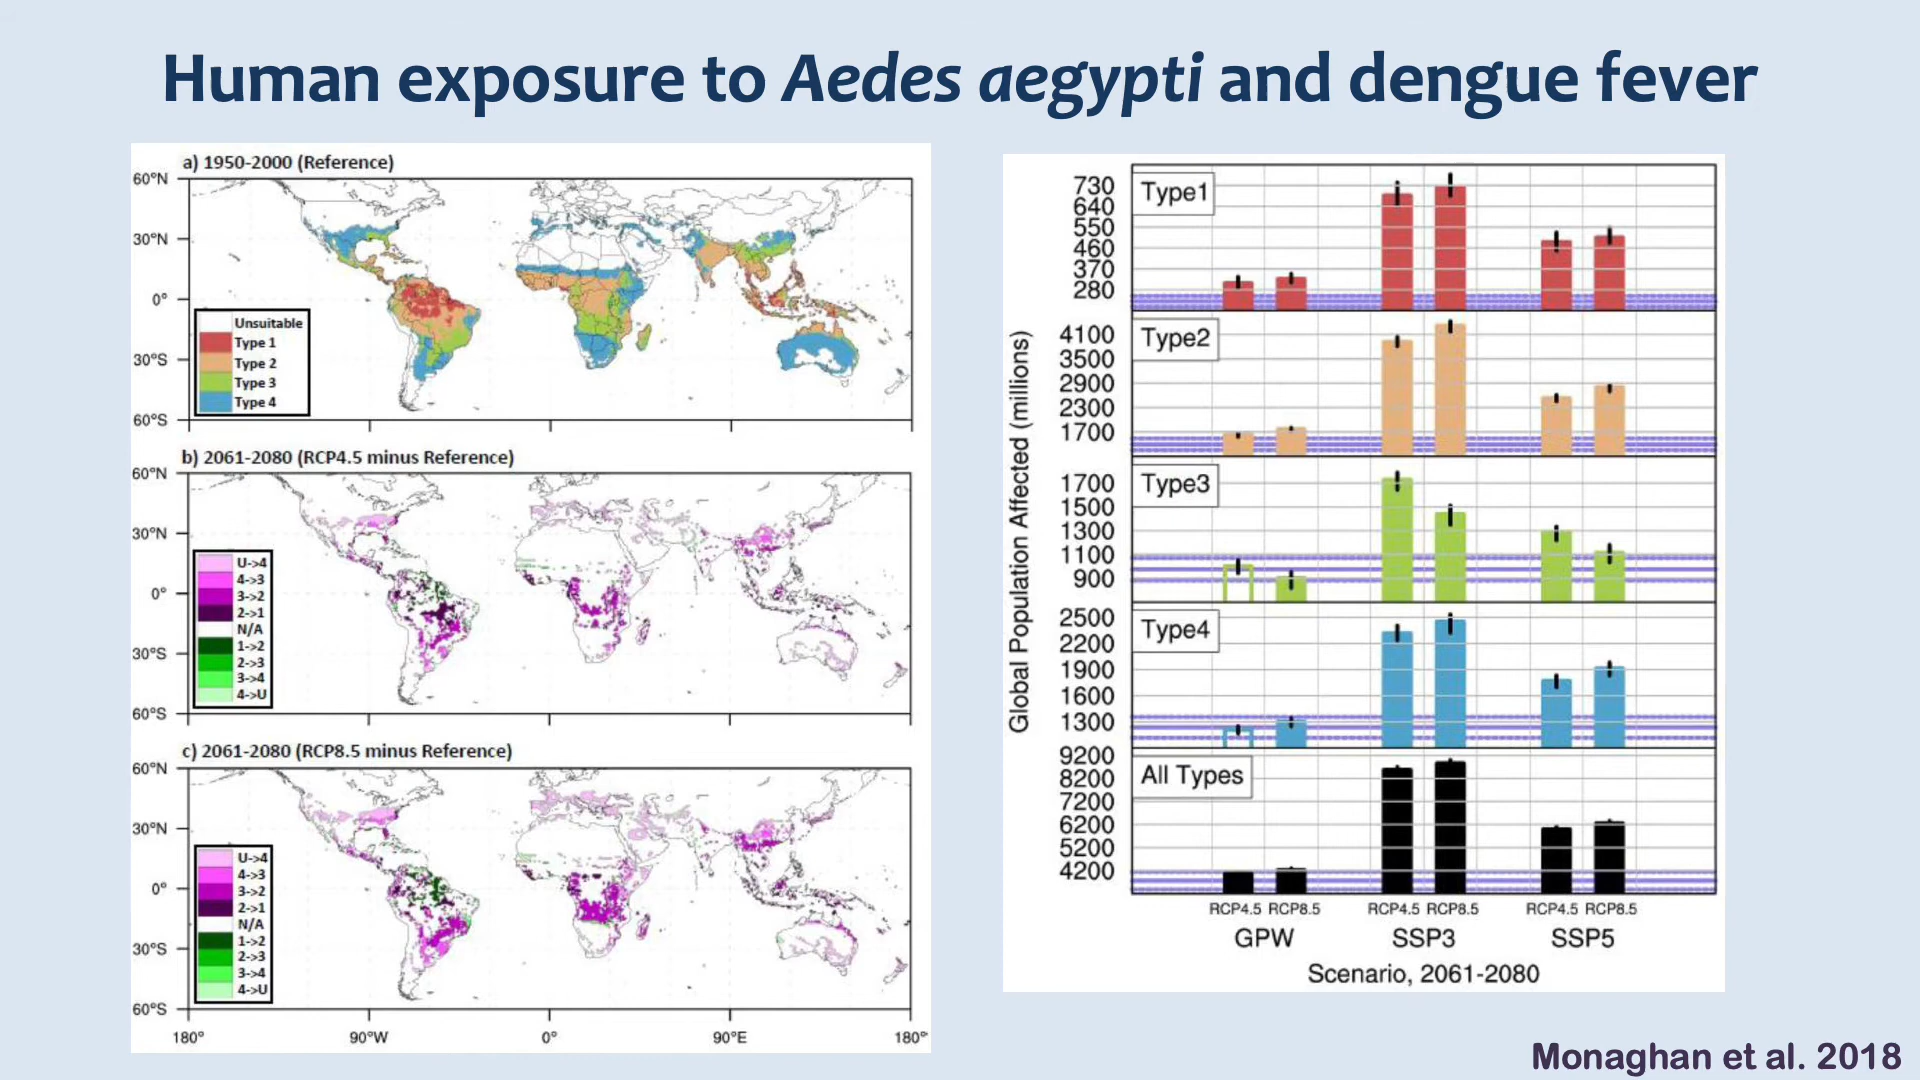 Human exposure to Aedes aegypti and dengue fever
a) 1950-2000 (Reference)
60°N
30°N
0°
30°S
60°S
Unsuitable
Type 1
Type 2
Type 3
Type 4
b) 2061-2080 (RCP4.5 minus Reference)
60°N
30°N
0°
30°S
60°S
U->4
4->3
3->2
2->1
N/A
1->2
2->3
3->4
4->U
c) 2061-2080 (RCP8.5 minus Reference)
60°N
30°N
0°
30°S
60°S
U->4
4->3
3->2
2->1
N/A
1->2
2->3
3->4
4->U
180° 90°W 0° 90°E 180°
Global Population Affected (millions)
Type1
730
640
550
460
370
280
Type2
4100
3500
2900
2300
1700
Type3
1700
1500
1300
1100
900
Type4
2500
2200
1900
1600
1300
All Types
9200
8200
7200
6200
5200
4200
RCP4.5 RCP8.5 RCP4.5 RCP8.5 RCP4.5 RCP8.5
GPW SSP3 SSP5
Scenario, 2061-2080
Monaghan et al. 2018